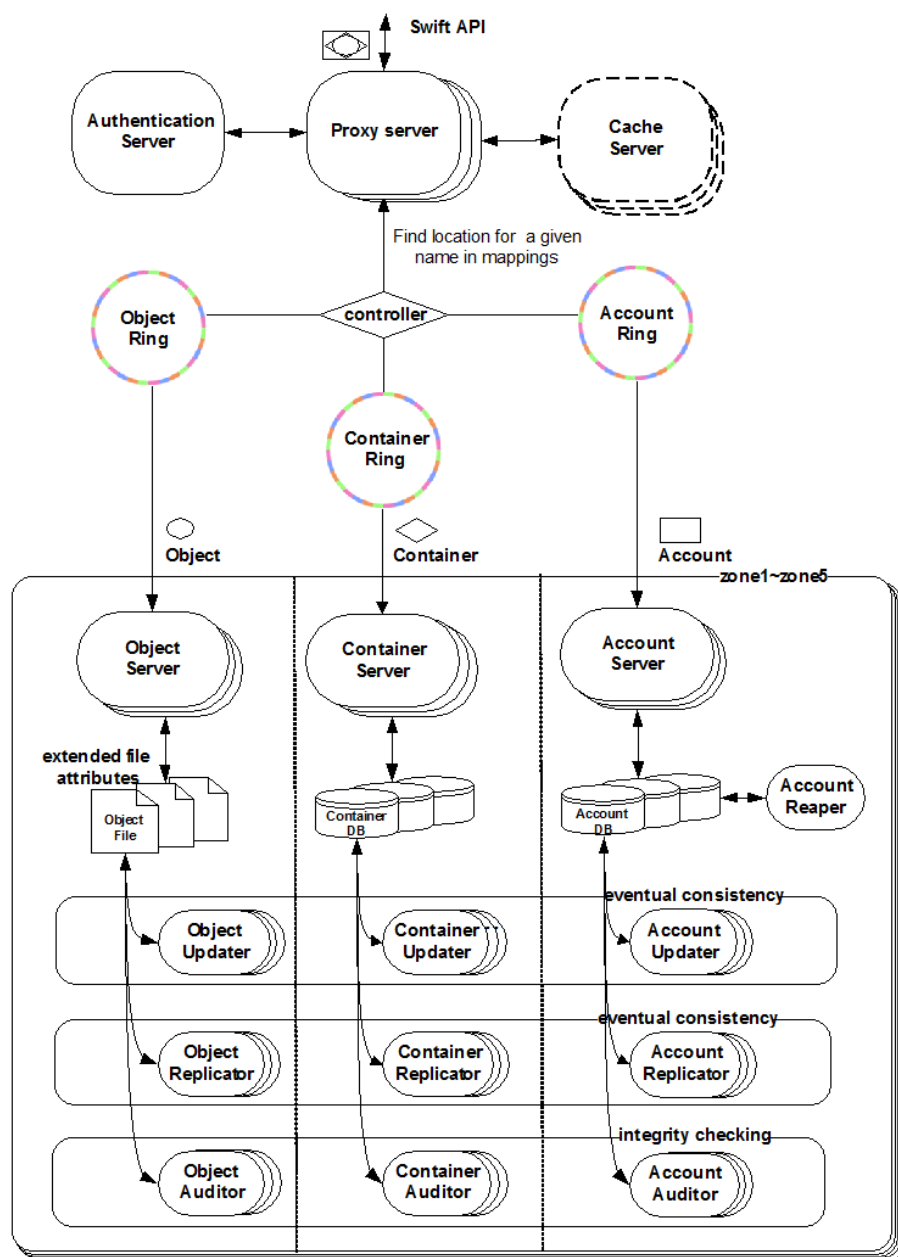 Swift API
Authentication
Server
Proxy server
Cache
Server
Find location for a given
name in mappings
Object
Ring
controller
Account
Ring
Container
Ring
Object
Container
Account
zone1~zone5
Object
Server
Container
Server
Account
Server
extended file
attributes
Object
File
Container
DB
Account
DB
Account
Reaper
eventual consistency
Object
Updater
Container
Updater
Account
Updater
eventual consistency
Object
Replicator
Container
Replicator
Account
Replicator
integrity checking
Object
Auditor
Container
Auditor
Account
Auditor